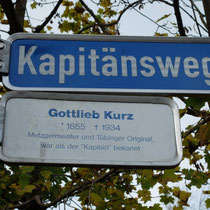 Kapitänsweg
Gottlieb Kurz
* 1855 † 1934
Metzgermeister und Tübinger Original,
war als der "Kapitän" bekannt